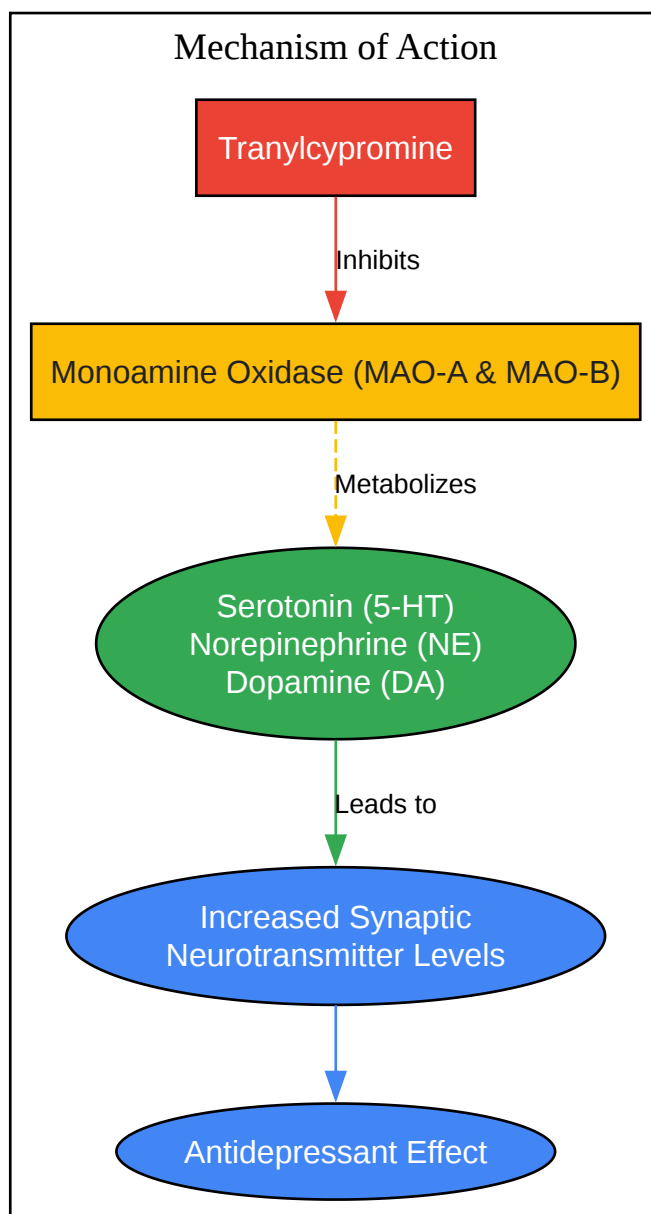 Mechanism of Action
Tranylcypromine
Inhibits
Monoamine Oxidase (MAO-A & MAO-B)
Metabolizes
Serotonin (5-HT)
Norepinephrine (NE)
Dopamine (DA)
Leads to
Increased Synaptic
Neurotransmitter Levels
Antidepressant Effect